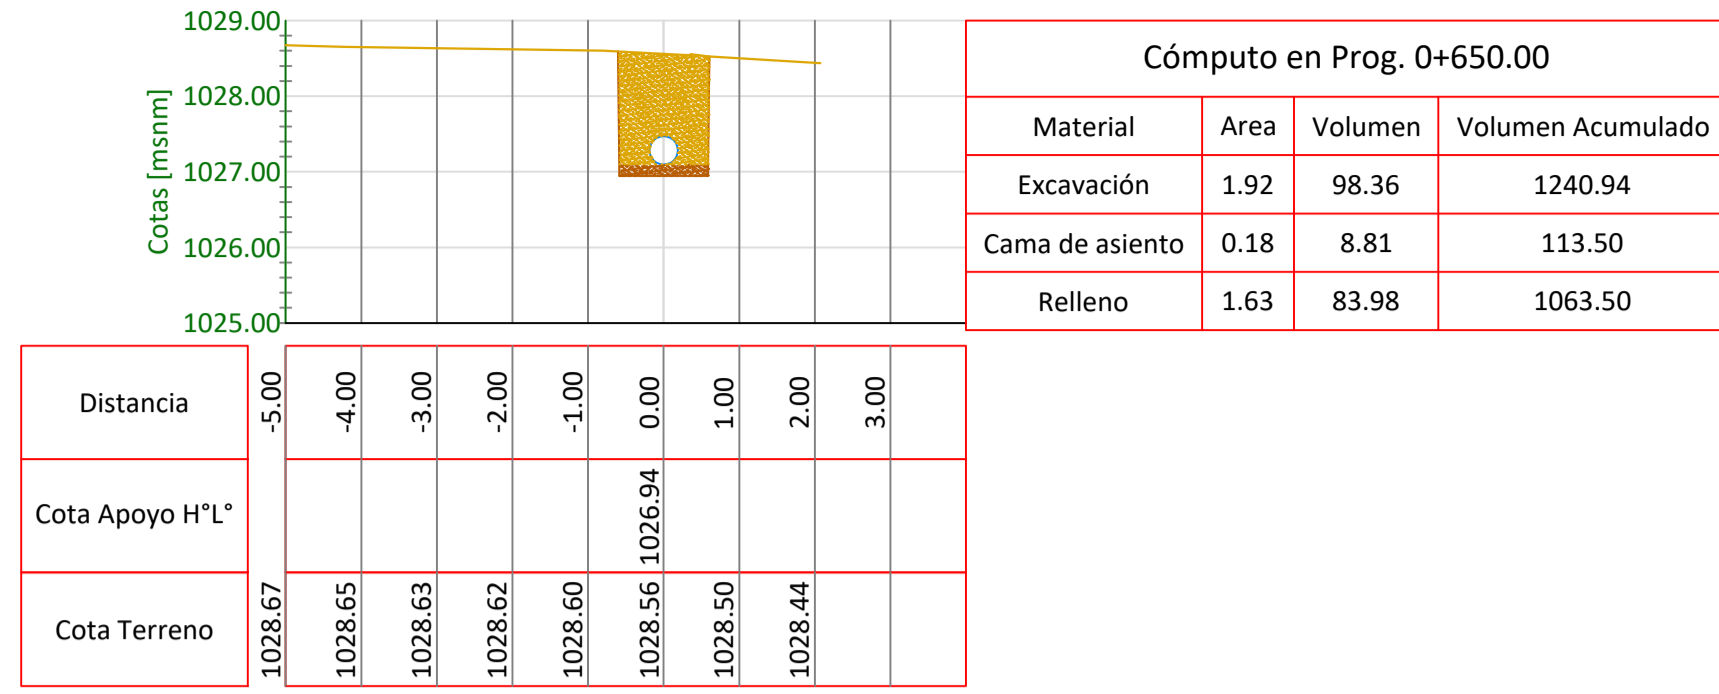 1029.00
1028.00
1027.00
1026.00
1025.00
Cotas [msnm]
Cómputo en Prog. 0+650.00
Material Area Volumen Volumen Acumulado
Excavación 1.92 98.36 1240.94
Cama de asiento 0.18 8.81 113.50
Relleno 1.63 83.98 1063.50
Distancia -5.00 -4.00 -3.00 -2.00 -1.00 0.00 1.00 2.00 3.00
Cota Apoyo H°L° 1026.94
Cota Terreno 1028.67 1028.65 1028.63 1028.62 1028.60 1028.56 1028.50 1028.44